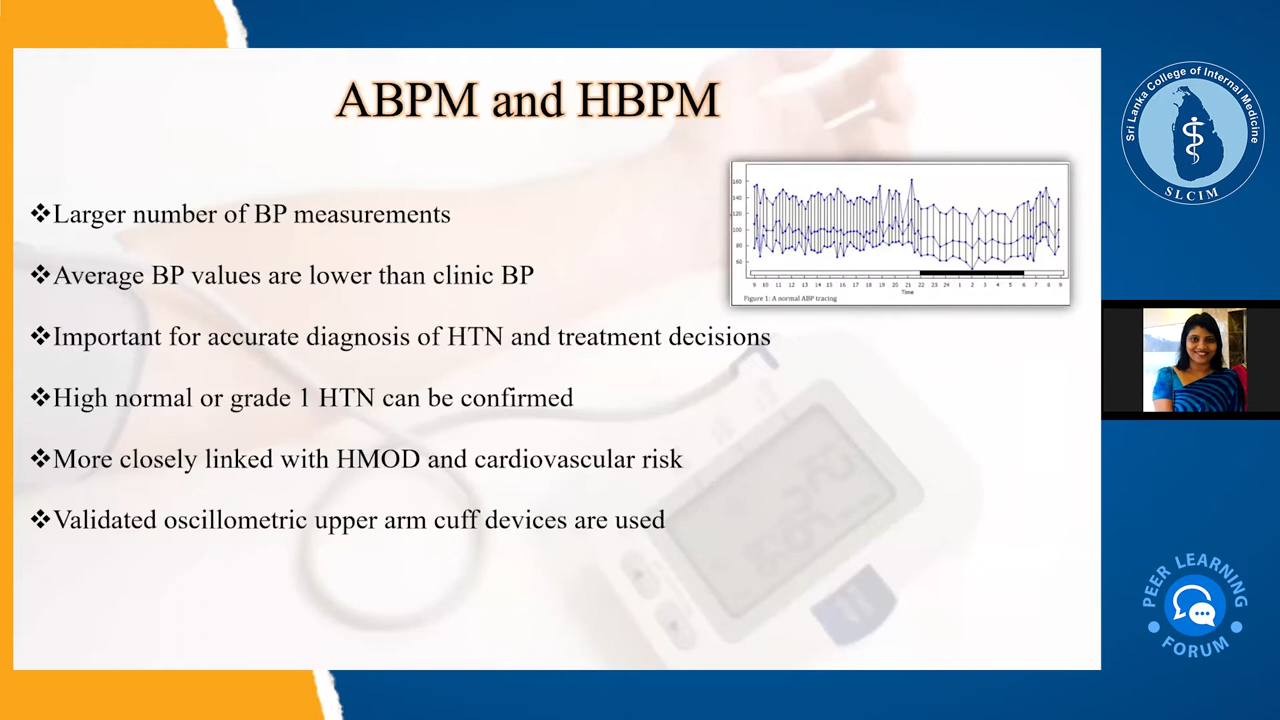 ABPM and HBPM
❖Larger number of BP measurements
❖Average BP values are lower than clinic BP
❖Important for accurate diagnosis of HTN and treatment decisions
❖High normal or grade 1 HTN can be confirmed
❖More closely linked with HMOD and cardiovascular risk
❖Validated oscillometric upper arm cuff devices are used
160
140
120
100
80
60
9 10 11 12 13 14 15 16 17 18 19 20 21 22 23 24 1 2 3 4 5 6 7 8 9
Time
Figure 1: A normal ABP tracing
Sri Lanka College of Internal Medicine
SLCIM
PEER LEARNING
FORUM